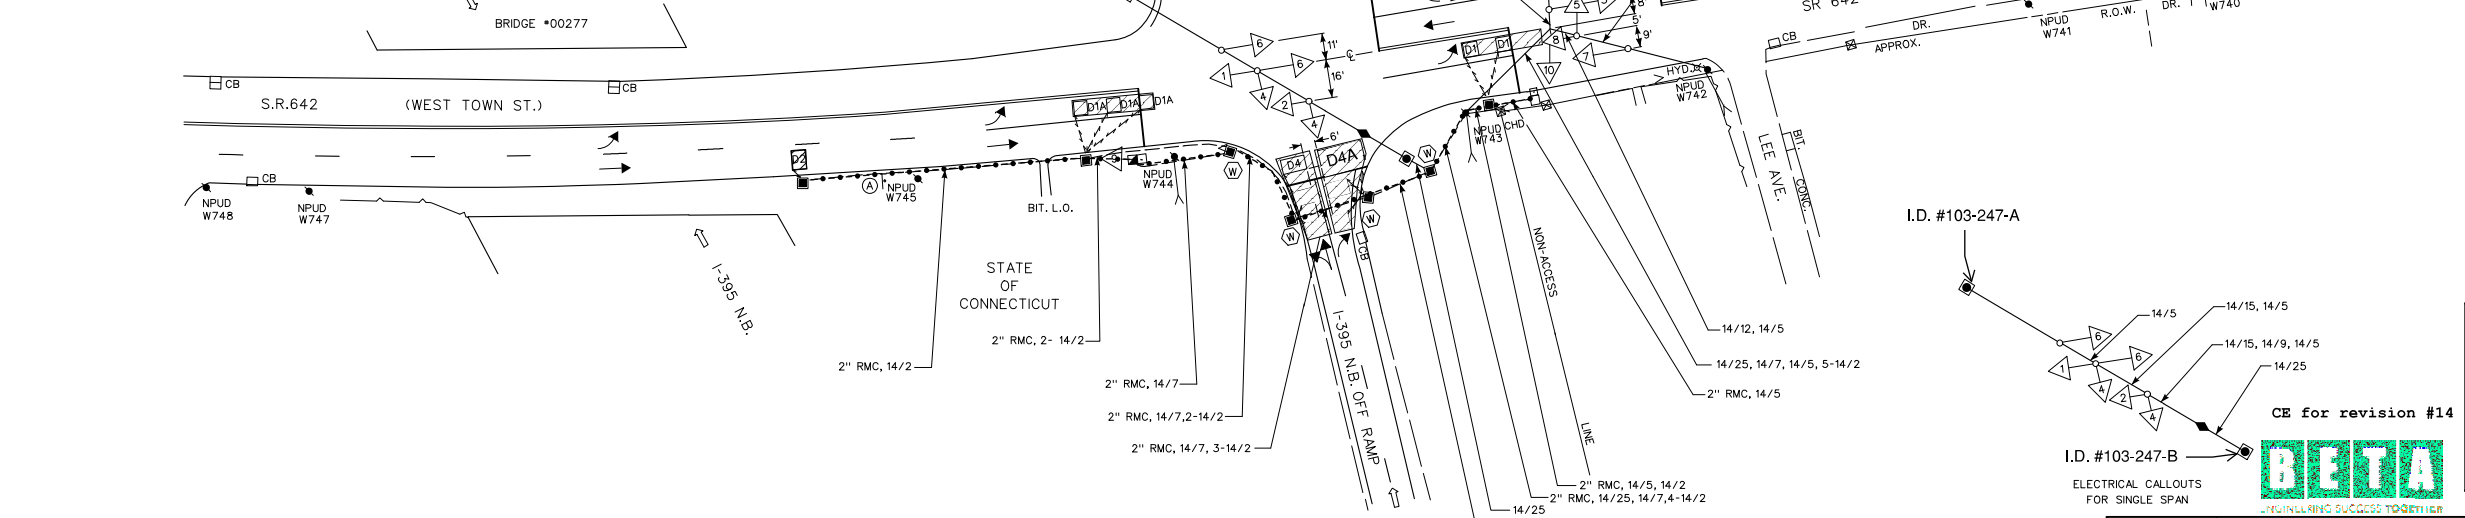 BRIDGE #00277
CB
CB
S.R.642 (WEST TOWN ST.)
CB
NPUD
W748
NPUD
W747
D2
A
NPUD
W745
BIT. L.O.
D1A
D1A
D1A
NPUD
W744
W
W
W
W
I-395 N.B.
STATE
OF
CONNECTICUT
6
11'
1
6
16'
℄
4
2
4
6'
D4
D4A
CB
D1
D1
5
8'
5'
9'
8
7
10
SR 642
DR.
R.O.W.
DR.
W740
NPUD
W741
CB
APPROX.
HYD.
NPUD
W742
NPUD
W743
CHD
LEE AVE.
BIT.
CONC.
NON-ACCESS
LINE
I-395 N.B. OFF RAMP
2" RMC, 14/2
2" RMC, 2- 14/2
2" RMC, 14/7
2" RMC, 14/7,2-14/2
2" RMC, 14/7, 3-14/2
14/12, 14/5
14/25, 14/7, 14/5, 5-14/2
2" RMC, 14/5
2" RMC, 14/5, 14/2
2" RMC, 14/25, 14/7,4-14/2
14/25
I.D. #103-247-A
14/5
14/15, 14/5
14/15, 14/9, 14/5
14/25
6
6
1
4
2
4
I.D. #103-247-B
ELECTRICAL CALLOUTS
FOR SINGLE SPAN
CE for revision #14
BETA
ENGINEERING SUCCESS TOGETHER